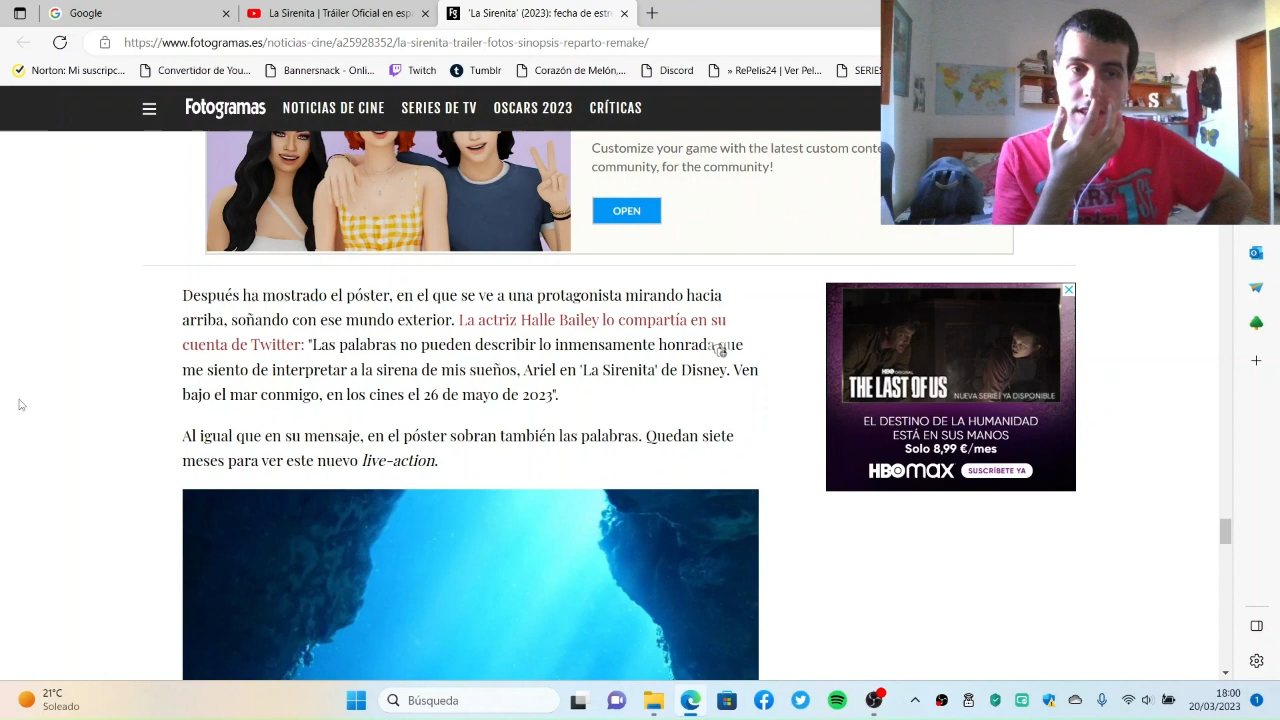 Google
Tráiler Oficial en Esp
Fg
'La Sirenita' (2023): fecha de estre
https://www.fotogramas.es/noticias-cine/a25928352/la-sirenita-trailer-fotos-sinopsis-reparto-remake/
Norton: Mi suscripc...
Convertidor de You...
Bannersnack : Onli...
Twitch
Tumblr
Corazón de Melón,...
Discord
» RePelis24 | Ver Pel...
SERIES
Fotogramas
NOTICIAS DE CINE
SERIES DE TV
OSCARS 2023
CRÍTICAS
Customize your game with the latest custom conte
community, for the community!
OPEN
Después ha mostrado el póster, en el que se ve a una protagonista mirando hacia
arriba, soñando con ese mundo exterior. La actriz Halle Bailey lo compartía en su
cuenta de Twitter: "Las palabras no pueden describir lo inmensamente honrada que
me siento de interpretar a la sirena de mis sueños, Ariel en 'La Sirenita' de Disney. Ven
bajo el mar conmigo, en los cines el 26 de mayo de 2023".
Al igual que en su mensaje, en el póster sobran también las palabras. Quedan siete
meses para ver este nuevo live-action.
HBO ORIGINAL
THE LAST OF US
NUEVA SERIE | YA DISPONIBLE
EL DESTINO DE LA HUMANIDAD
ESTÁ EN SUS MANOS
Solo 8,99 €/mes
HBOmax
SUSCRÍBETE YA
21°C
Soleado
Búsqueda
18:00
20/03/2023
1